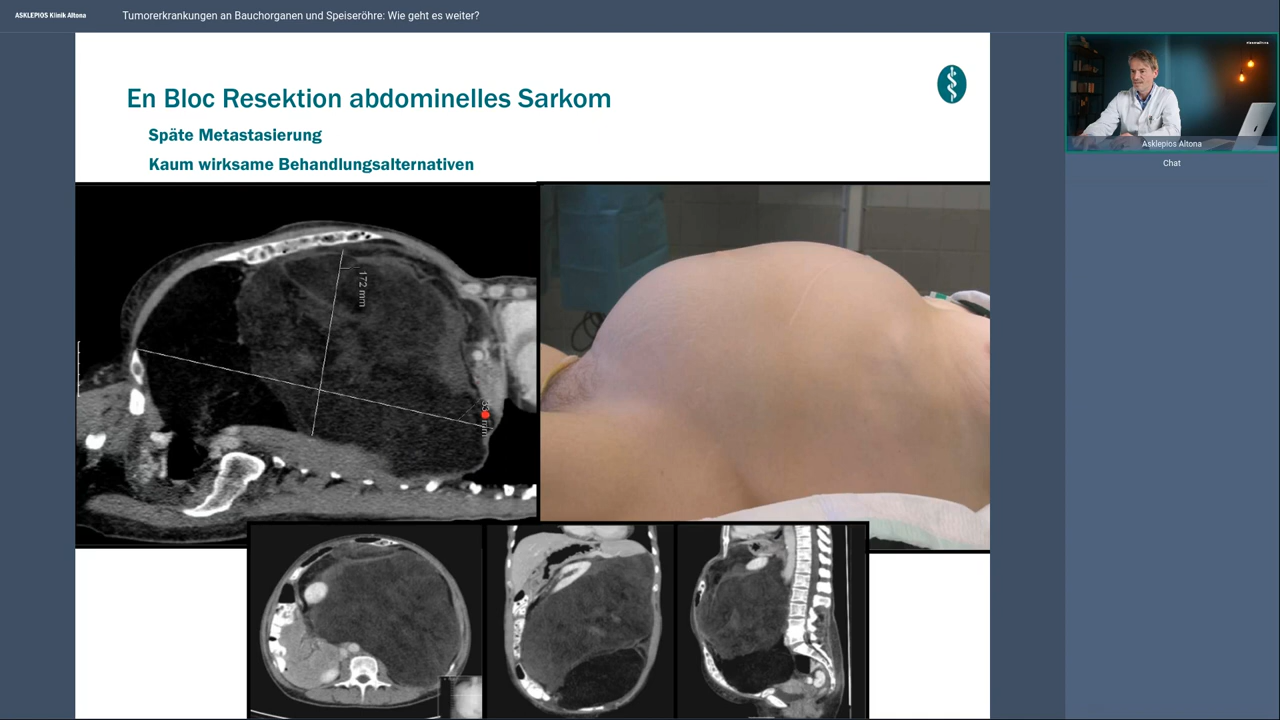 ASKLEPIOS Klinik Altona
Tumorerkrankungen an Bauchorganen und Speiseröhre: Wie geht es weiter?
En Bloc Resektion abdominelles Sarkom
Späte Metastasierung
Kaum wirksame Behandlungsalternativen
172 mm
mm
Asklepios Altona
Chat